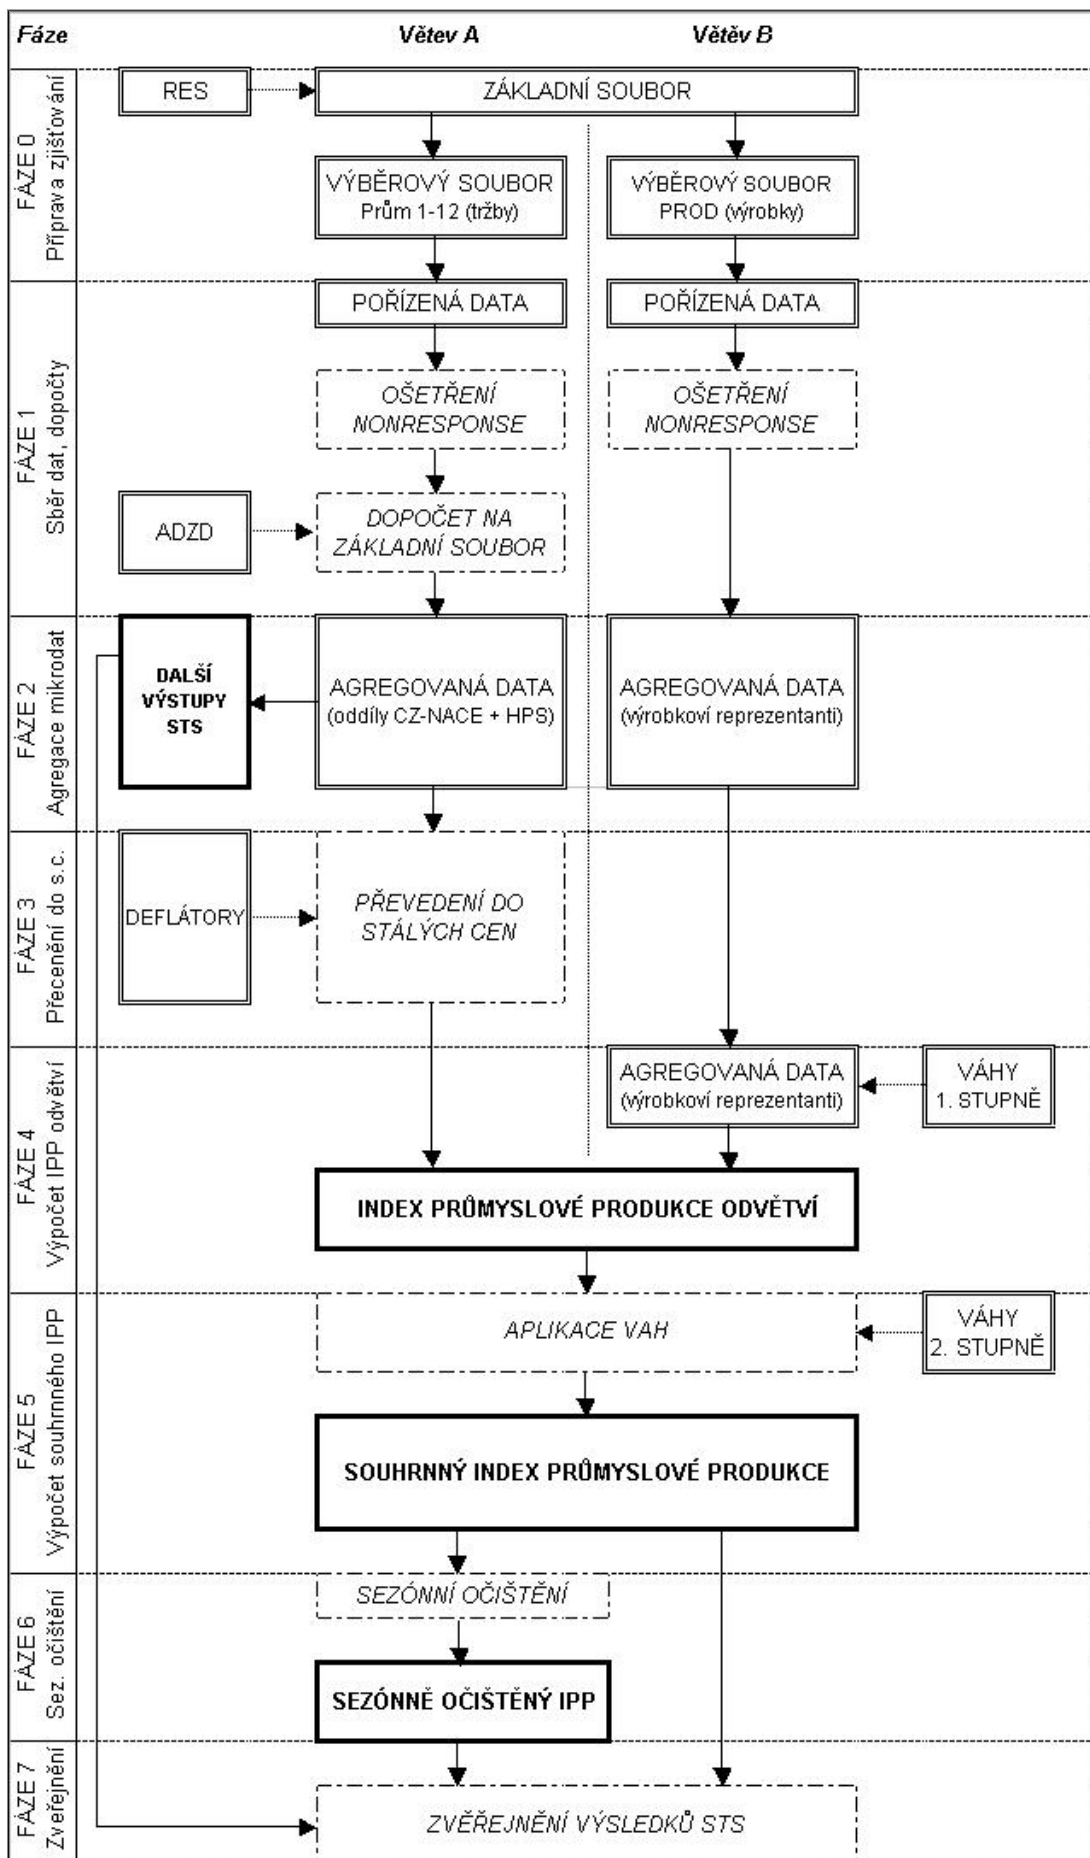 Fáze
Větev A
Větěv B
FÁZE 0
Příprava zjišťování
RES
ZÁKLADNÍ SOUBOR
VÝBĚROVÝ SOUBOR
Prům 1-12 (tržby)
VÝBĚROVÝ SOUBOR
PROD (výrobky)
FÁZE 1
Sběr dat, dopočty
POŘÍZENÁ DATA
POŘÍZENÁ DATA
OŠETŘENÍ
NONRESPONSE
OŠETŘENÍ
NONRESPONSE
ADZD
DOPOČET NA
ZÁKLADNÍ SOUBOR
FÁZE 2
Agregace mikrodat
DALŠÍ
VÝSTUPY
STS
AGREGOVANÁ DATA
(oddíly CZ-NACE + HPS)
AGREGOVANÁ DATA
(výrobkoví reprezentanti)
FÁZE 3
Přecenění do s.c.
DEFLÁTORY
PŘEVEDENÍ DO
STÁLÝCH CEN
FÁZE 4
Výpočet IPP odvětví
AGREGOVANÁ DATA
(výrobkoví reprezentanti)
VÁHY
1. STUPNĚ
INDEX PRŮMYSLOVÉ PRODUKCE ODVĚTVÍ
FÁZE 5
Výpočet souhrnného IPP
APLIKACE VAH
VÁHY
2. STUPNĚ
SOUHRNNÝ INDEX PRŮMYSLOVÉ PRODUKCE
FÁZE 6
Sez. očištění
SEZÓNNÍ OČIŠTĚNÍ
SEZÓNNĚ OČIŠTĚNÝ IPP
FÁZE 7
Zveřejnění
ZVĚŘEJNĚNÍ VÝSLEDKŮ STS